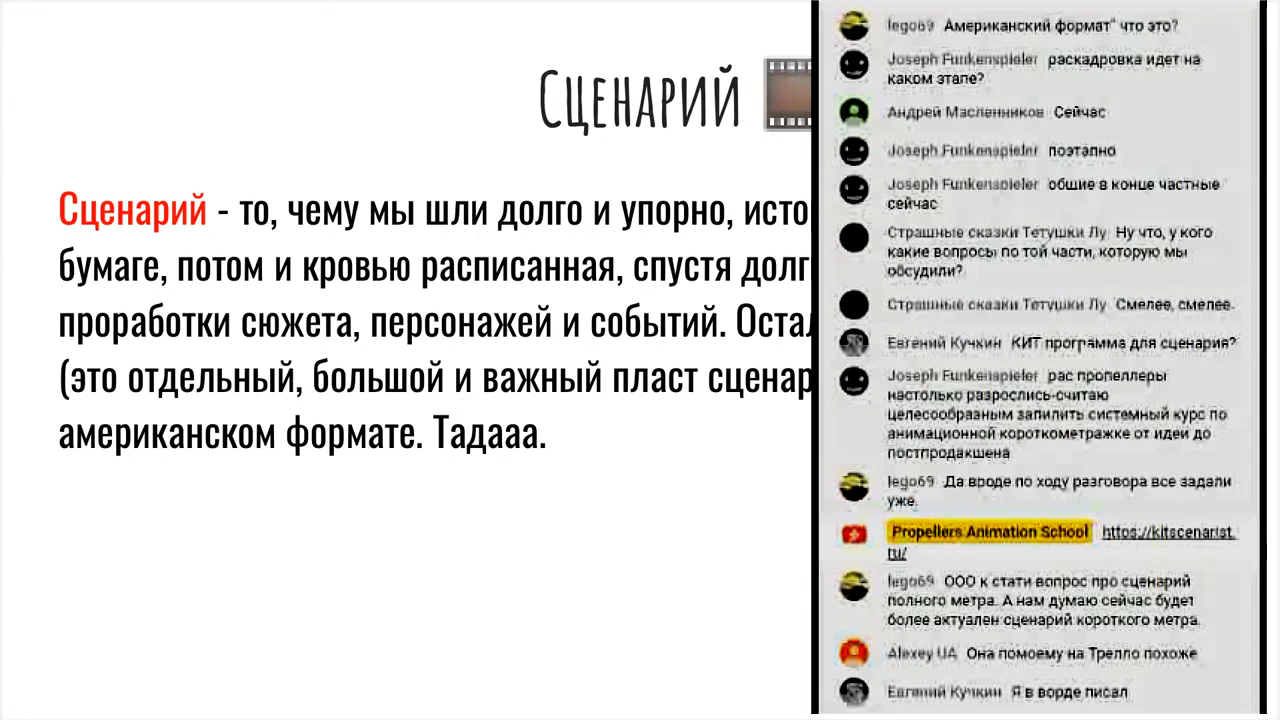 Сценарий
Сценарий - то, чему мы шли долго и упорно, исто
бумаге, потом и кровью расписанная, спустя долг
проработки сюжета, персонажей и событий. Остал
(это отдельный, большой и важный пласт сценар
американском формате. Тадааа.
lego69 Американский формат" что это?
Joseph Funkenspieler раскадровка идет на
каком этапе?
Андрей Масленников Сейчас
Joseph Funkenspieler поэтапно
Joseph Funkenspieler общие в конце частные
сейчас
Страшные сказки Тетушки Лу Ну что, у кого
какие вопросы по той части, которую мы
обсудили?
Страшные сказки Тетушки Лу Смелее, смелее.
Евгений Кучкин КИТ программа для сценария?
Joseph Funkenspieler рас пропеллеры
настолько разрослись-считаю
целесообразным запилить системный курс по
анимационной короткометражке от идеи до
постпродакшена
lego69 Да вроде по ходу разговора все задали
уже.
Propellers Animation School https://kitscenarist.
ru/
lego69 ООО к стати вопрос про сценарий
полного метра. А нам думаю сейчас будет
более актуален сценарий короткого метра.
Alexey UA Она помоему на Трелло похоже
Евгений Кучкин Я в ворде писал